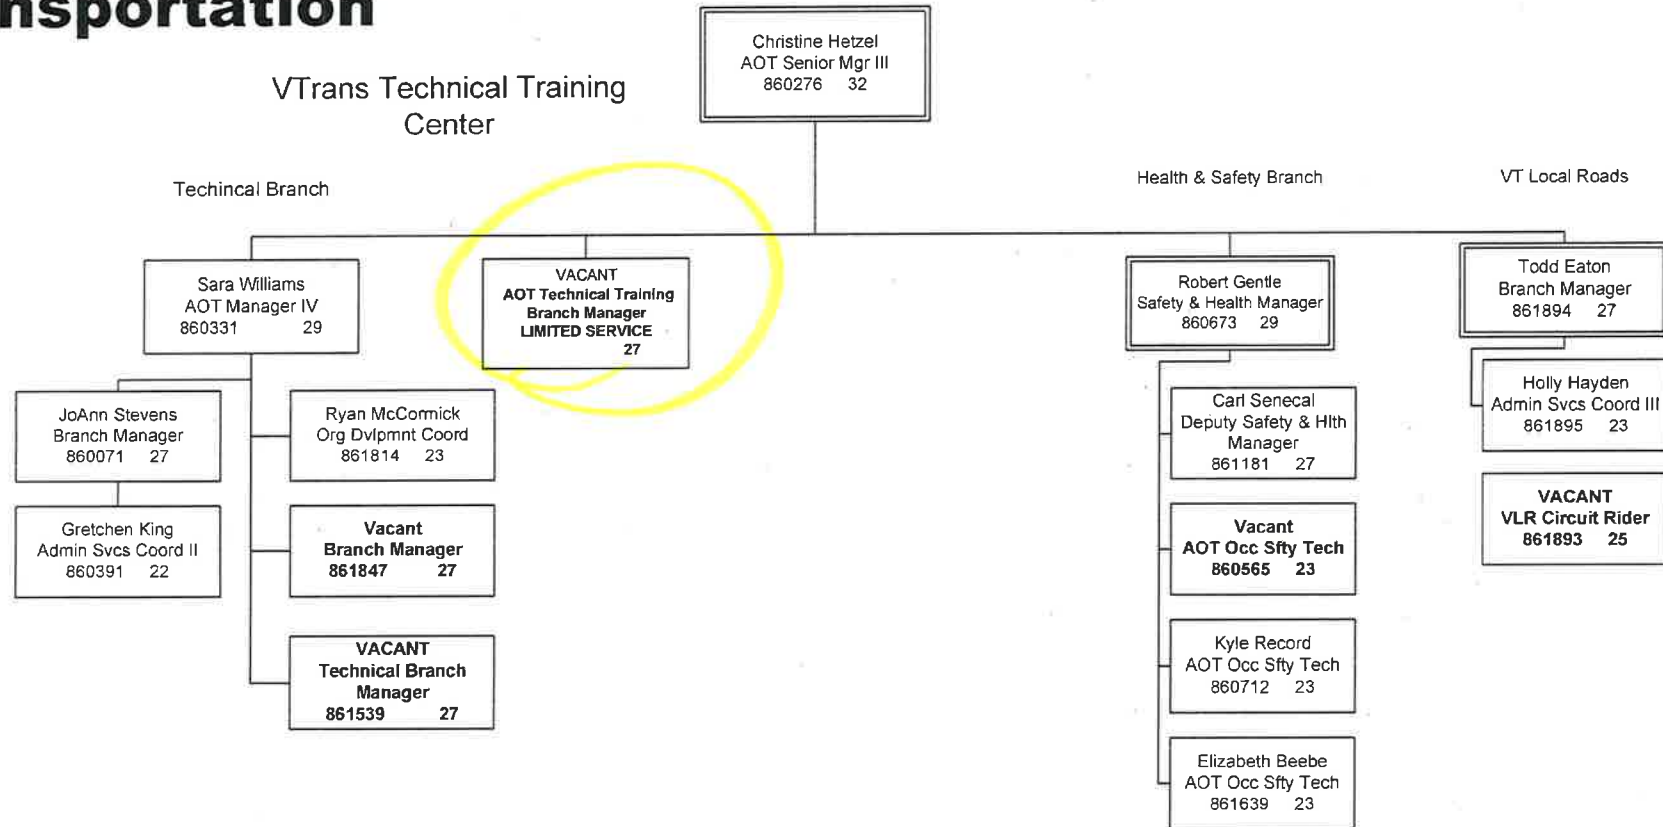 nsportation
VTrans Technical Training
Center
Christine Hetzel
AOT Senior Mgr III
860276 32
Techincal Branch
Health & Safety Branch
VT Local Roads
Sara Williams
AOT Manager IV
860331 29
VACANT
AOT Technical Training
Branch Manager
LIMITED SERVICE
27
Robert Gentle
Safety & Health Manager
860673 29
Todd Eaton
Branch Manager
861894 27
JoAnn Stevens
Branch Manager
860071 27
Gretchen King
Admin Svcs Coord II
860391 22
Ryan McCormick
Org Dvlpmnt Coord
861814 23
Vacant
Branch Manager
861847 27
VACANT
Technical Branch
Manager
861539 27
Carl Senecal
Deputy Safety & Hlth
Manager
861181 27
Vacant
AOT Occ Sfty Tech
860565 23
Kyle Record
AOT Occ Sfty Tech
860712 23
Elizabeth Beebe
AOT Occ Sfty Tech
861639 23
Holly Hayden
Admin Svcs Coord III
861895 23
VACANT
VLR Circuit Rider
861893 25